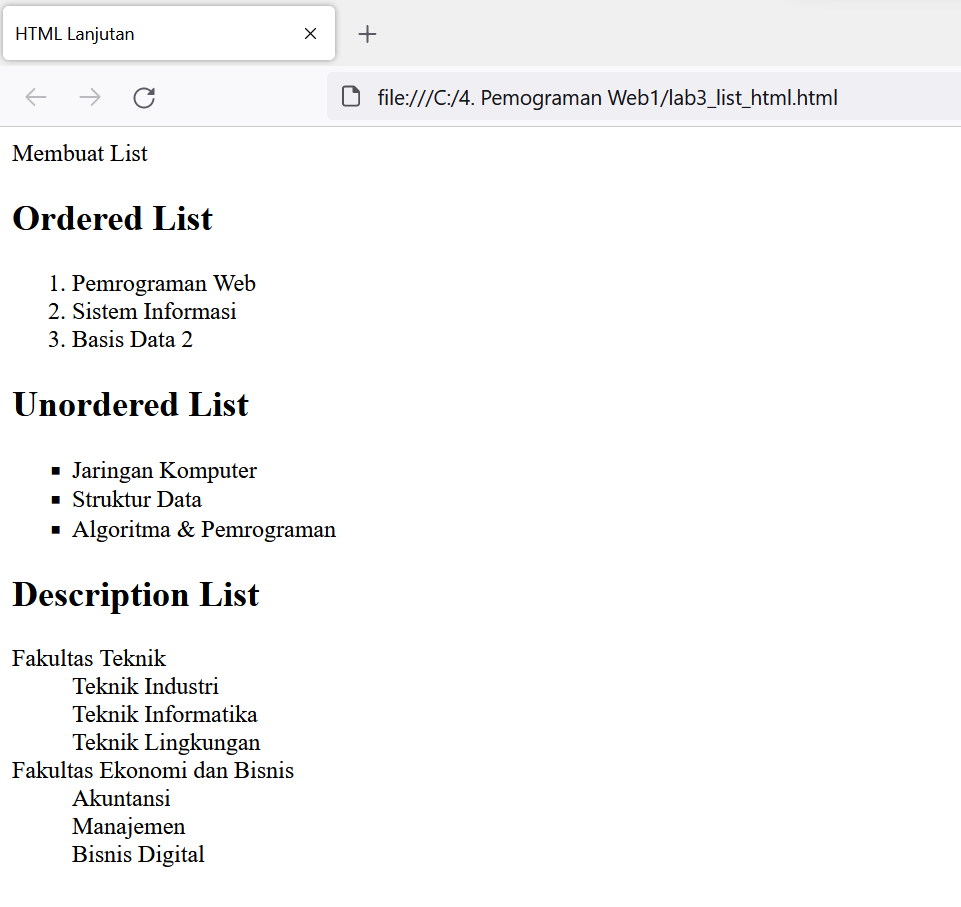 HTML Lanjutan
file:///C:/4. Pemograman Web1/lab3_list_html.html
Membuat List
Ordered List
1. Pemrograman Web
2. Sistem Informasi
3. Basis Data 2
Unordered List
▪ Jaringan Komputer
▪ Struktur Data
▪ Algoritma & Pemrograman
Description List
Fakultas Teknik
Teknik Industri
Teknik Informatika
Teknik Lingkungan
Fakultas Ekonomi dan Bisnis
Akuntansi
Manajemen
Bisnis Digital